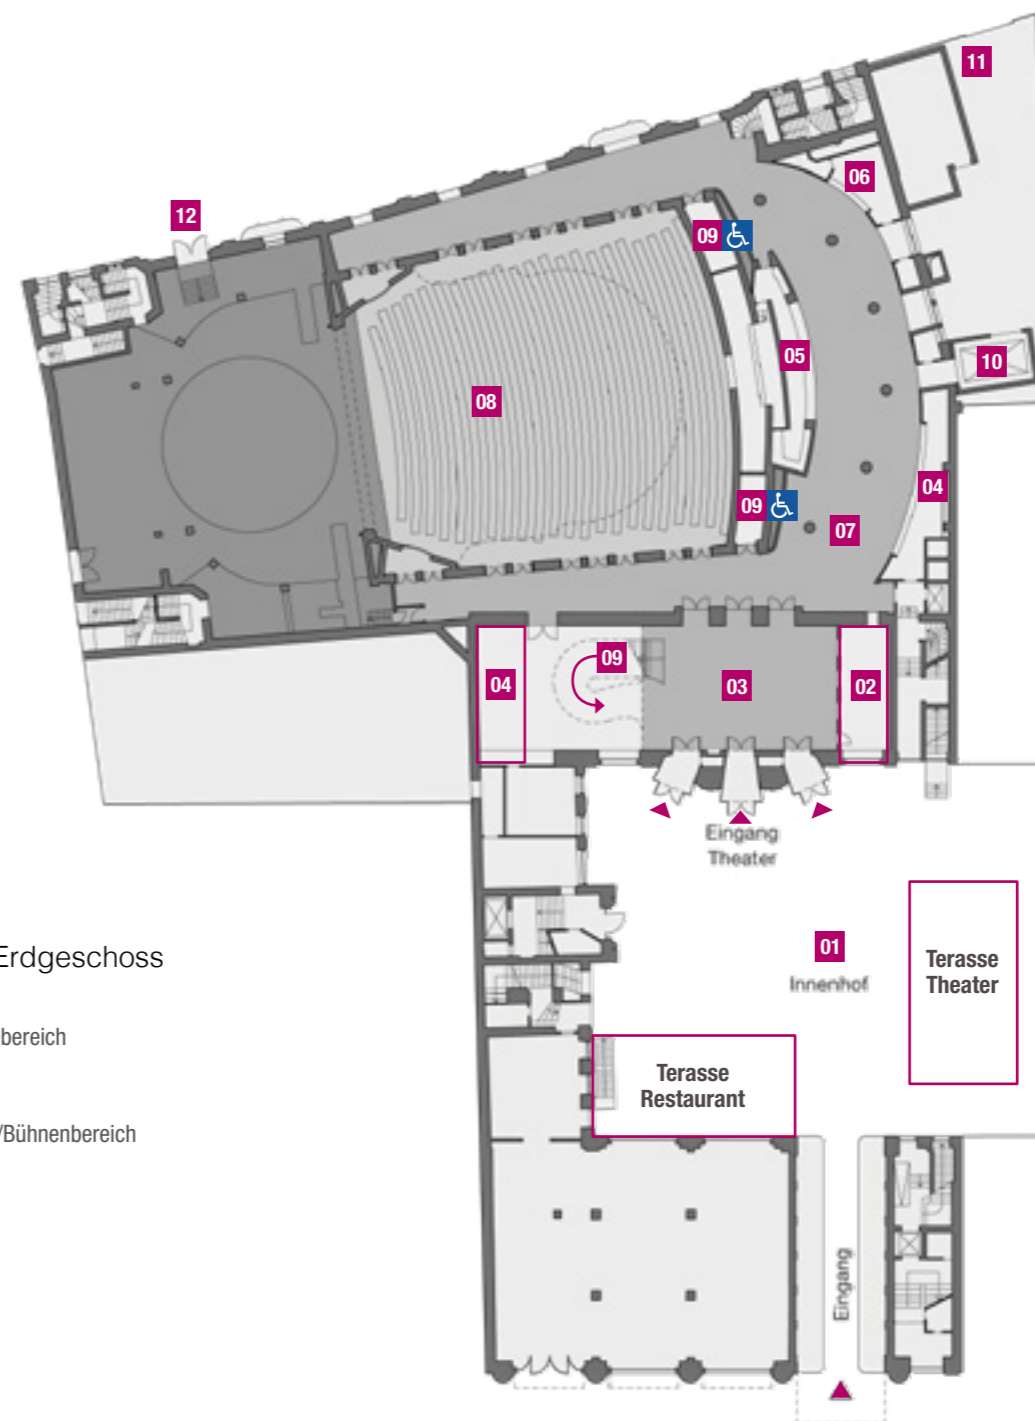 11
06
12
09
05
10
08
04
09
07
09
04
03
02
Eingang
Theater
01
Innenhof
Terasse
Theater
Erdgeschoss
bereich
Terasse
Restaurant
/Bühnenbereich
Eingang